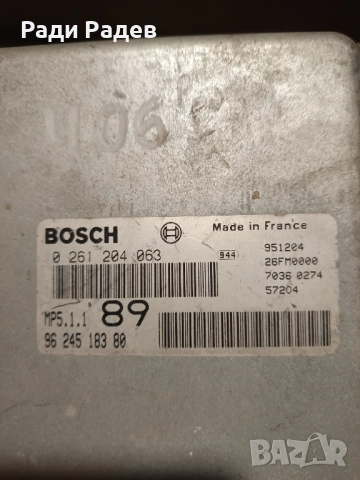 Ради Радев
406
BOSCH
Made in France
0 261 204 063
944
951204
26FM0000
7036 0274
57204
MP5.1.1 89
96 245 183 80
BAZAR